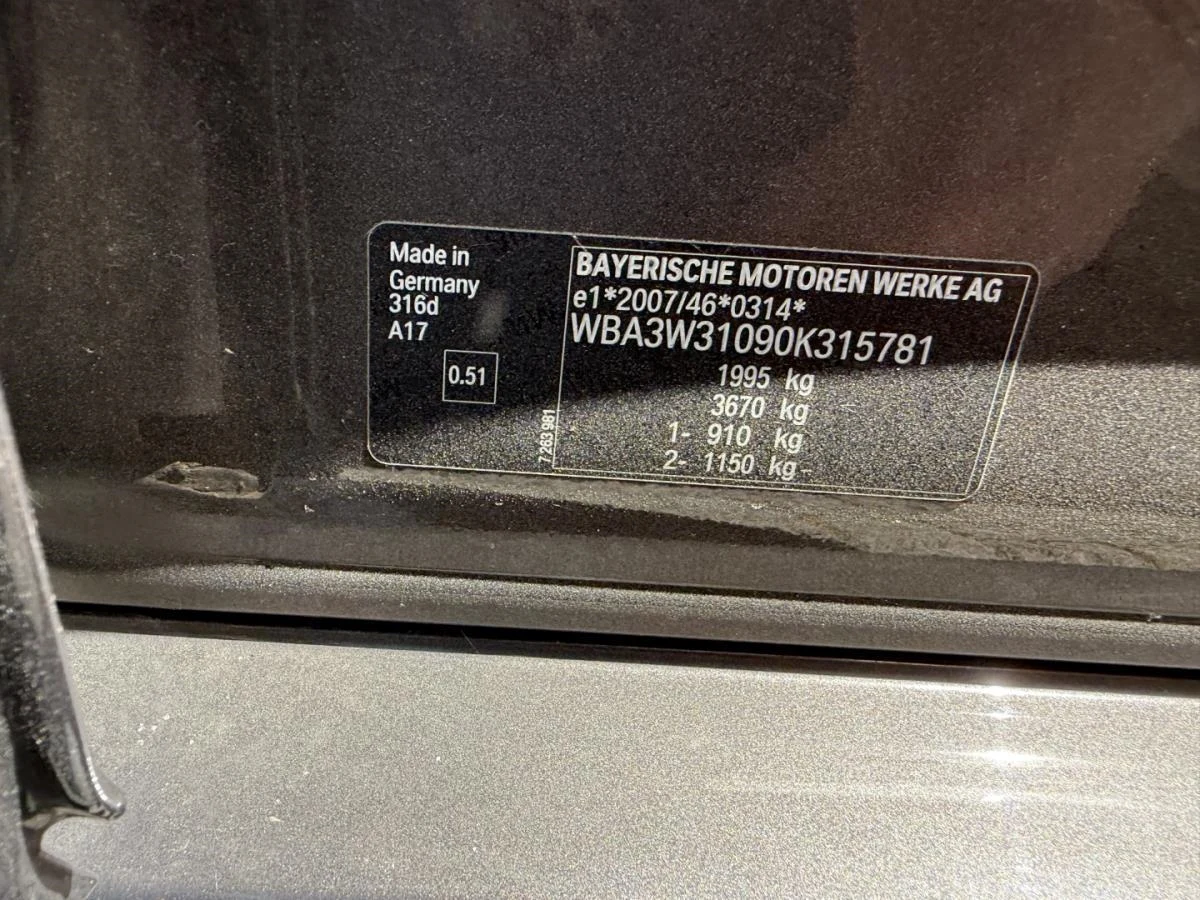 Made in
Germany
316d
A17
0.51
7 263 981
BAYERISCHE MOTOREN WERKE AG
e1*2007/46*0314*
WBA3W31090K315781
1995 kg
3670 kg
1- 910 kg
2- 1150 kg